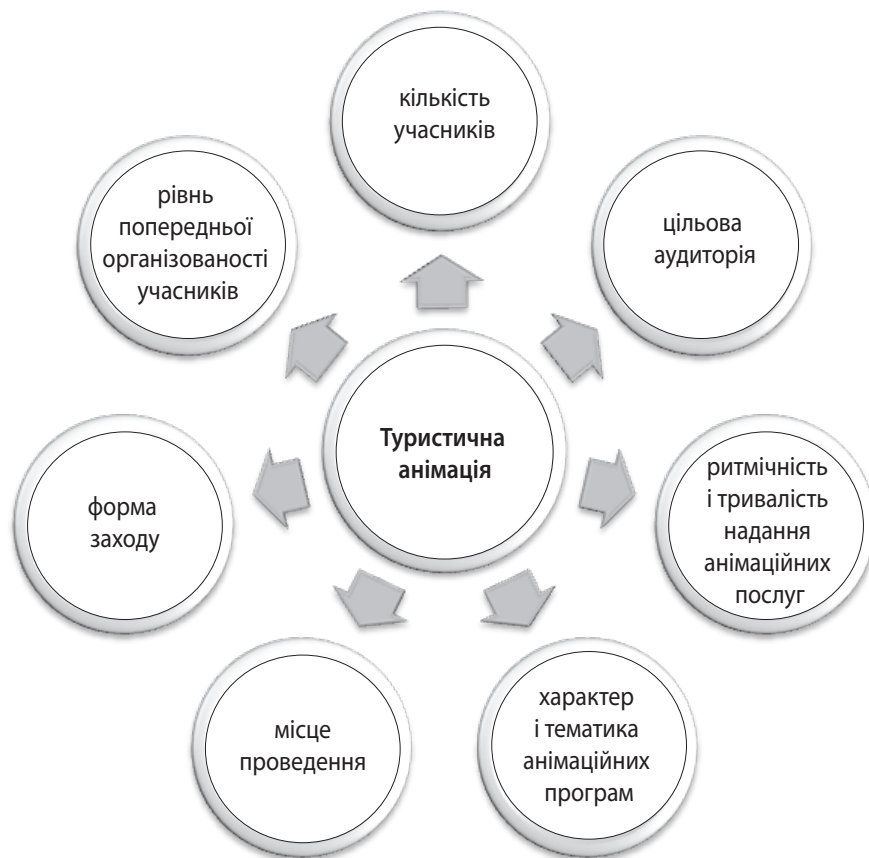 кількість
учасників
цільова
аудиторія
ритмічність
і тривалість
надання
анімаційних
послуг
характер
і тематика
анімаційних
програм
місце
проведення
форма
заходу
рівнь
попередньої
організованості
учасників
Туристична
анімація